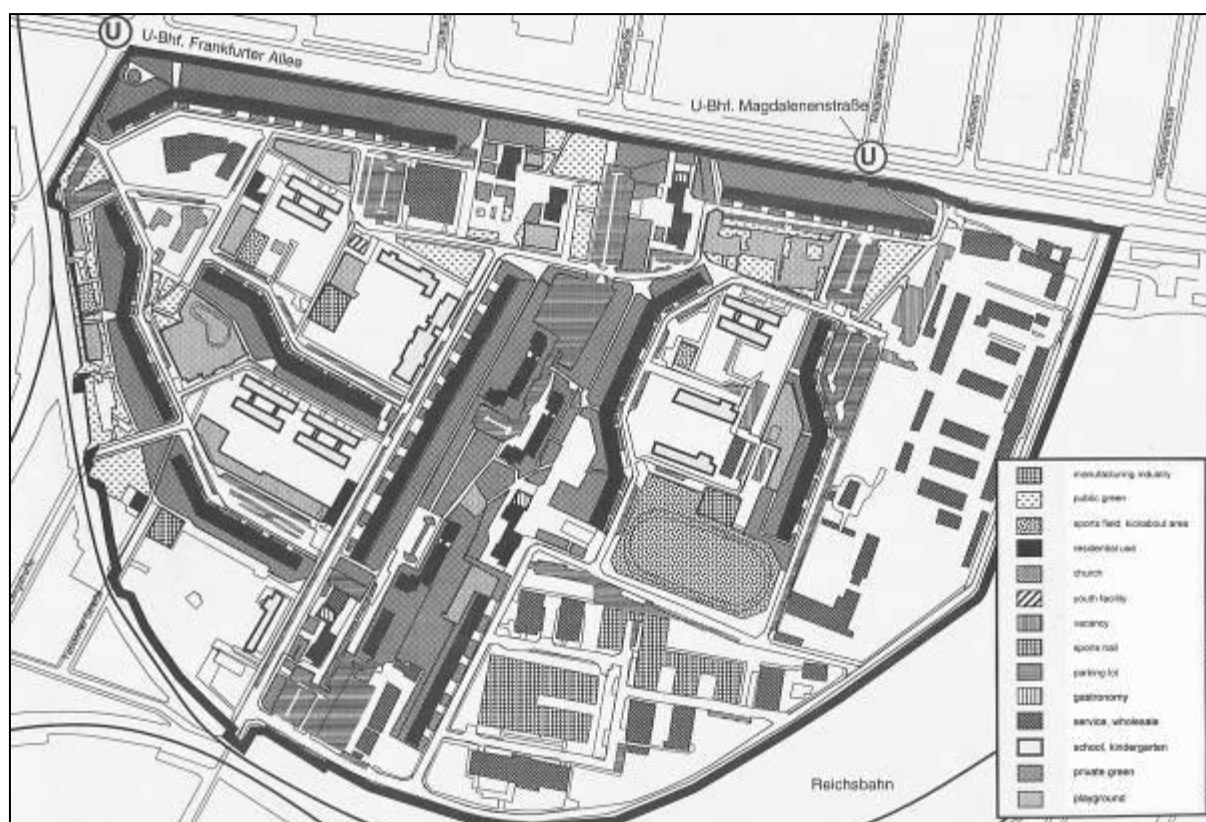 U
U-Bhf. Frankfurter Allee
U-Bhf. Magdalenenstraße
U
manufacturing industry
public green
sports field, kickabout area
residential use
church
youth facility
vacancy
sports hall
parking lot
gastronomy
service, wholesale
school, kindergarten
private green
playground
Reichsbahn